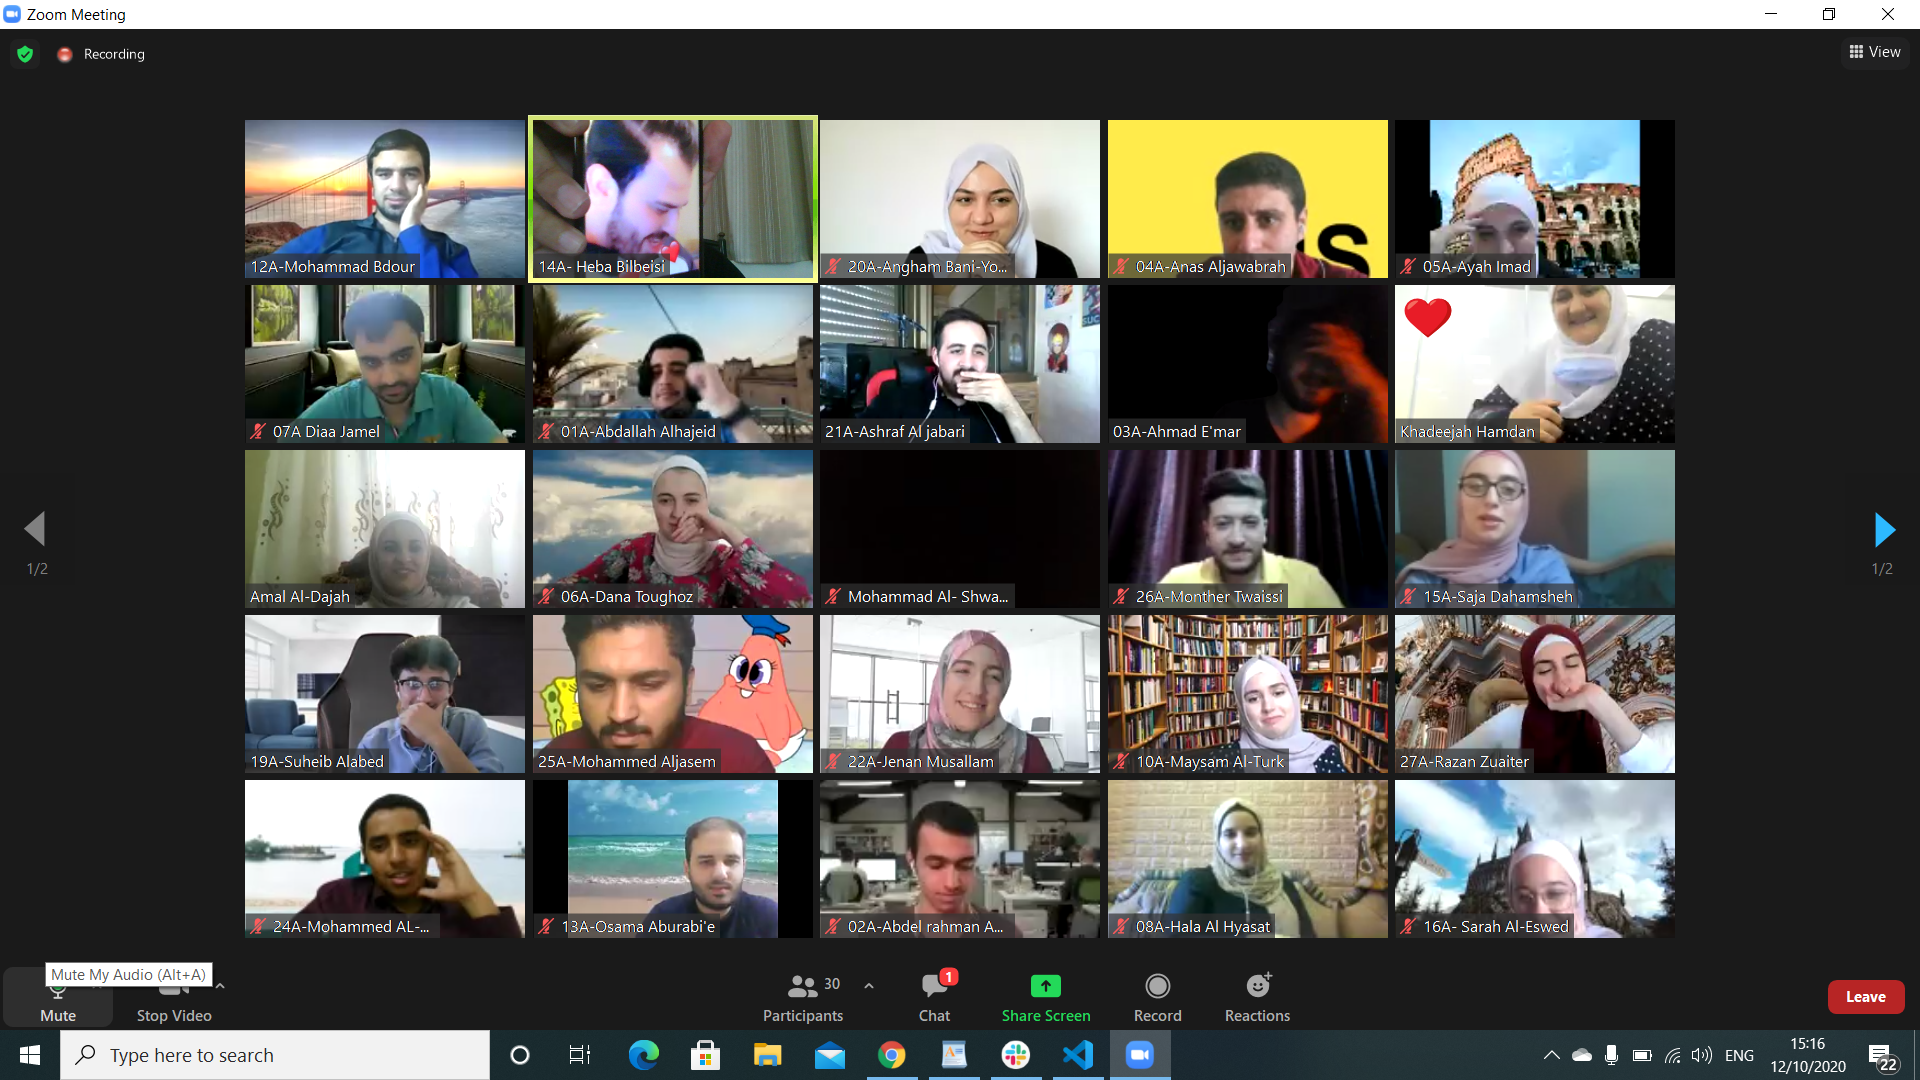 Zoom Meeting
Recording
View
12A-Mohammad Bdour
14A- Heba Bilbeisi
20A-Angham Bani-Yo...
04A-Anas Aljawabrah
05A-Ayah Imad
07A Diaa Jamel
01A-Abdallah Alhajeid
21A-Ashraf Al jabari
03A-Ahmad E'mar
Khadeejah Hamdan
Amal Al-Dajah
06A-Dana Toughoz
Mohammad Al- Shwa...
26A-Monther Twaissi
15A-Saja Dahamsheh
1/2
1/2
19A-Suheib Alabed
25A-Mohammed Aljasem
22A-Jenan Musallam
10A-Maysam Al-Turk
27A-Razan Zuaiter
24A-Mohammed AL-...
13A-Osama Aburabi'e
02A-Abdel rahman A...
08A-Hala Al Hyasat
16A- Sarah Al-Eswed
Mute My Audio (Alt+A)
Mute
Stop Video
30
Participants
1
Chat
Share Screen
Record
Reactions
Leave
Type here to search
ENG
15:16
12/10/2020
22